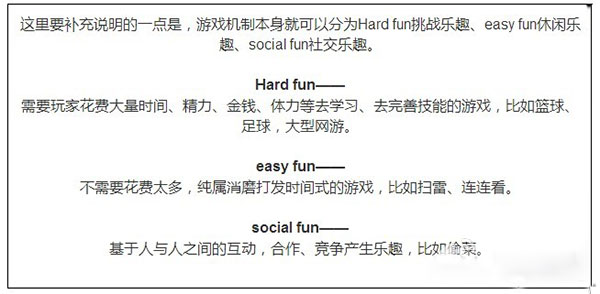 这里要补充说明的一点是，游戏机制本身就可以分为Hard fun挑战乐趣、easy fun休闲乐
趣、social fun社交乐趣。
Hard fun——
需要玩家花费大量时间、精力、金钱、体力等去学习、去完善技能的游戏，比如篮球、
足球，大型网游。
easy fun——
不需要花费太多，纯属消磨打发时间式的游戏，比如扫雷、连连看。
social fun——
基于人与人之间的互动，合作、竞争产生乐趣，比如偷菜。